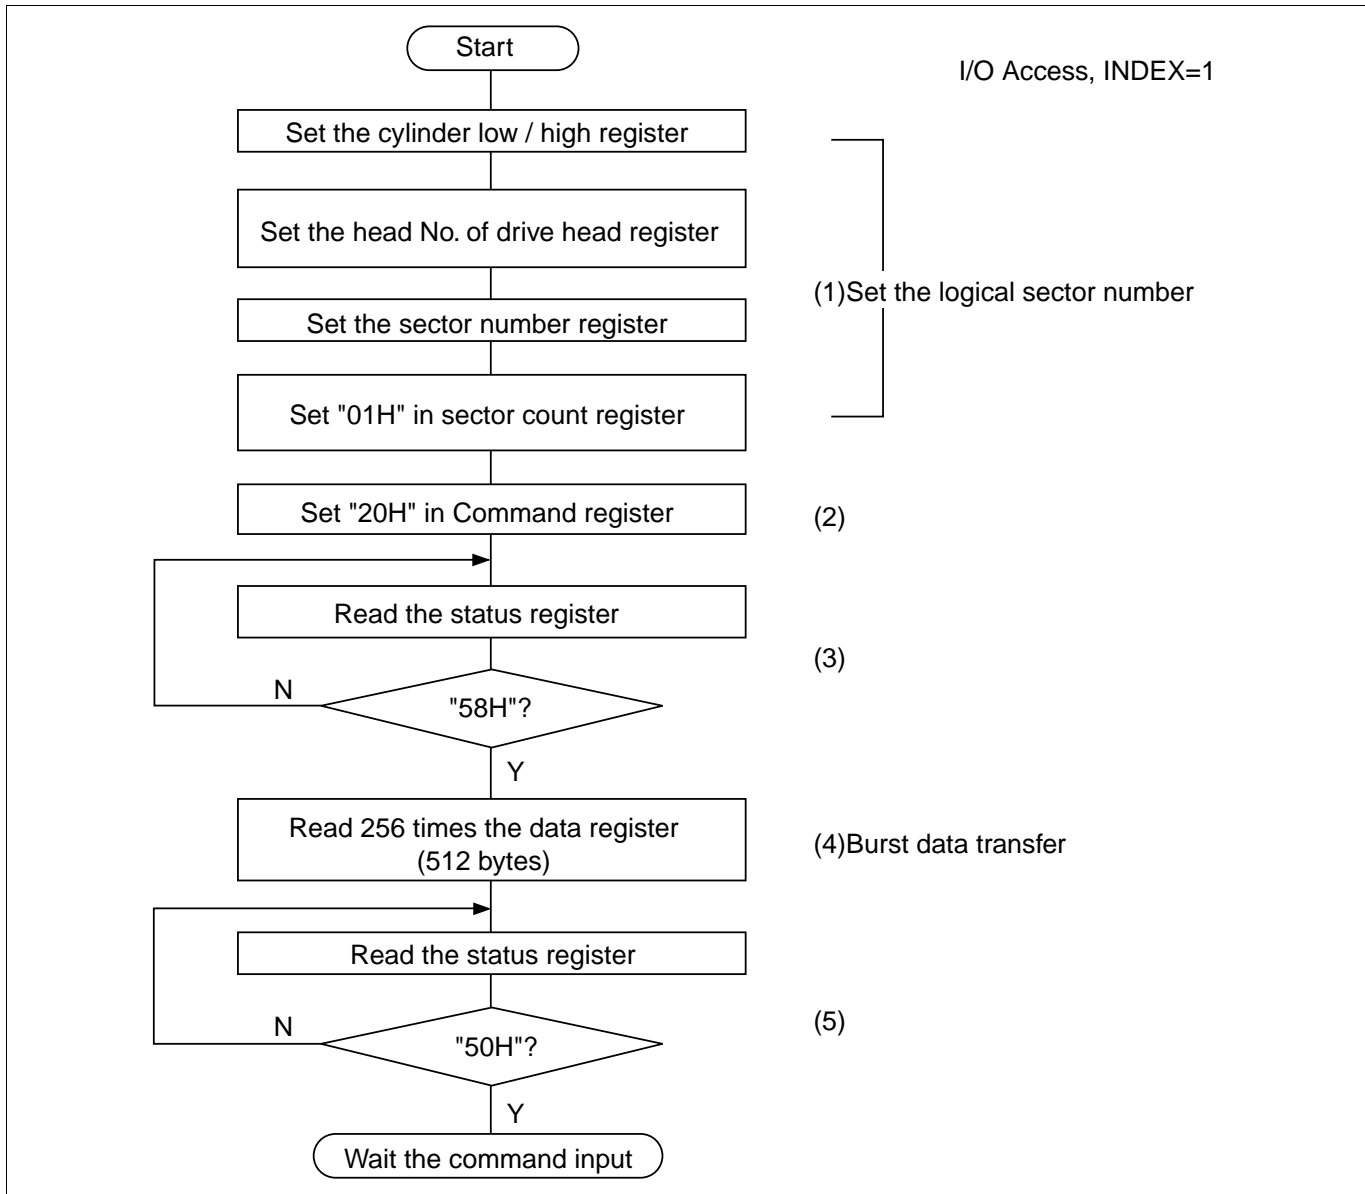 Start
I/O Access, INDEX=1
Set the cylinder low / high register
Set the head No. of drive head register
(1)Set the logical sector number
Set the sector number register
Set "01H" in sector count register
Set "20H" in Command register
(2)
Read the status register
(3)
N
"58H"?
Y
Read 256 times the data register
(512 bytes)
(4)Burst data transfer
Read the status register
(5)
N
"50H"?
Y
Wait the command input